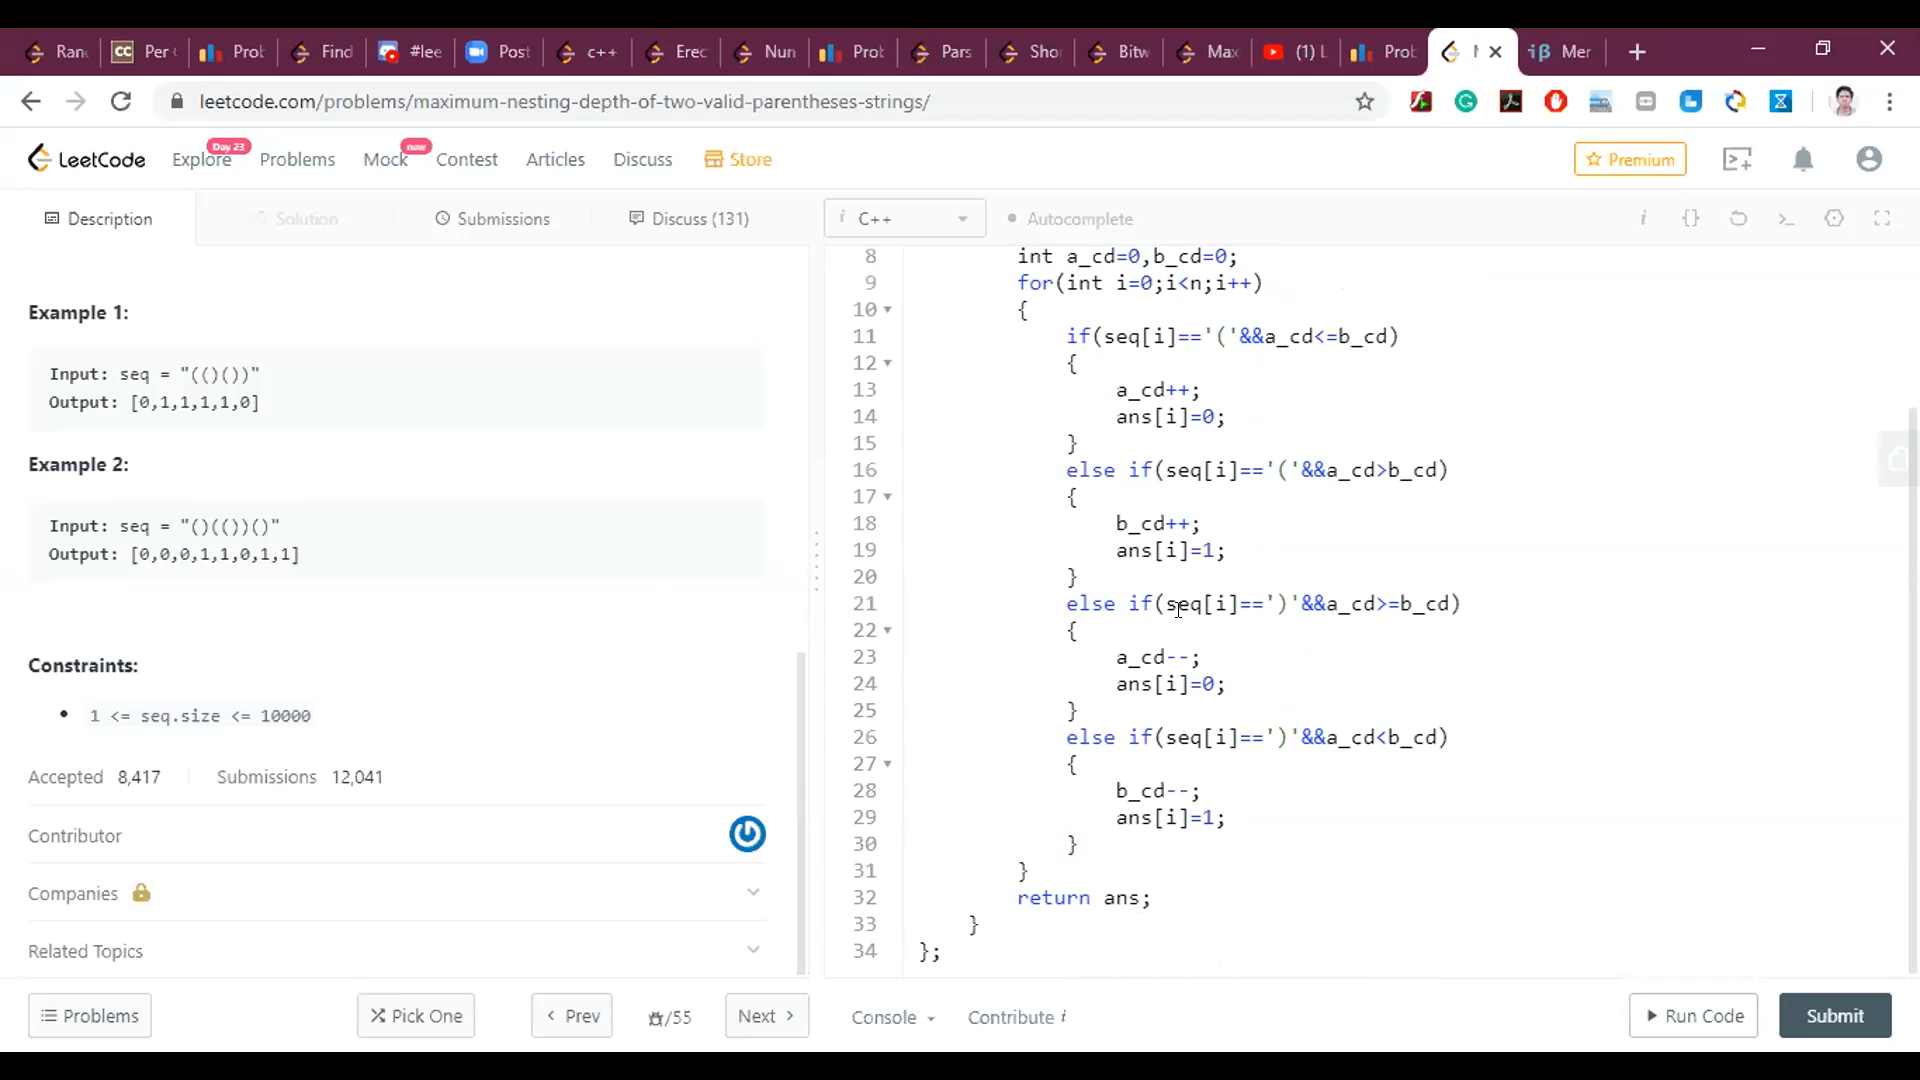 Ran
Per
Prob
Find
#lee
Post
c++
Erec
Nun
Prob
Pars
Sho
Bitw
Max
(1) L
Prob
Mer
leetcode.com/problems/maximum-nesting-depth-of-two-valid-parentheses-strings/
LeetCode
Explore
Day 23
Problems
Mock
new
Contest
Articles
Discuss
Store
Premium
Description
Solution
Submissions
Discuss (131)
i C++
Autocomplete
Example 1:
Input: seq = "(()())"
Output: [0,1,1,1,1,0]
Example 2:
Input: seq = "()(())()"
Output: [0,0,0,1,1,0,1,1]
Constraints:
1 <= seq.size <= 10000
Accepted 8,417 Submissions 12,041
Contributor
Companies
Related Topics
8 int a_cd=0,b_cd=0;
9 for(int i=0;i<n;i++)
10 {
11 if(seq[i]=='('&&a_cd<=b_cd)
12 {
13 a_cd++;
14 ans[i]=0;
15 }
16 else if(seq[i]=='('&&a_cd>b_cd)
17 {
18 b_cd++;
19 ans[i]=1;
20 }
21 else if(seq[i]==')'&&a_cd>=b_cd)
22 {
23 a_cd--;
24 ans[i]=0;
25 }
26 else if(seq[i]==')'&&a_cd<b_cd)
27 {
28 b_cd--;
29 ans[i]=1;
30 }
31 }
32 return ans;
33 }
34 };
Problems
Pick One
Prev
/55
Next
Console
Contribute i
Run Code
Submit